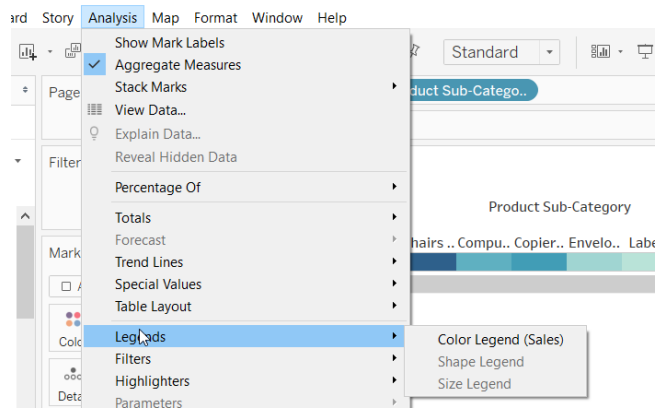 ard Story Analysis Map Format Window Help
Standard
Show Mark Labels
Aggregate Measures
Stack Marks
View Data...
Explain Data...
Reveal Hidden Data
Percentage Of
Totals
Forecast
Trend Lines
Special Values
Table Layout
Legends
Filters
Highlighters
Parameters
Color Legend (Sales)
Shape Legend
Size Legend
Page
Filter
Mark
Colo
Deta
duct Sub-Catego..
Product Sub-Category
hairs .. Compu.. Copier.. Envelo.. Labe